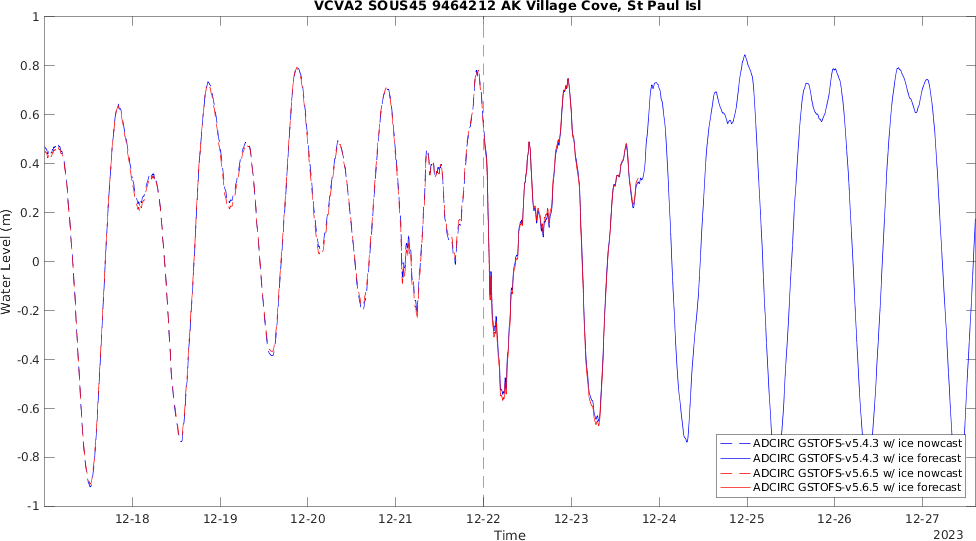 VCVA2 SOUS45 9464212 AK Village Cove, St Paul Isl
1
0.8
0.6
0.4
0.2
0
-0.2
-0.4
-0.6
-0.8
-1
Water Level (m)
ADCIRC GSTOFS-v5.4.3 w/ ice nowcast
ADCIRC GSTOFS-v5.4.3 w/ ice forecast
ADCIRC GSTOFS-v5.6.5 w/ ice nowcast
ADCIRC GSTOFS-v5.6.5 w/ ice forecast
12-18 12-19 12-20 12-21 12-22 12-23 12-24 12-25 12-26 12-27
Time
2023